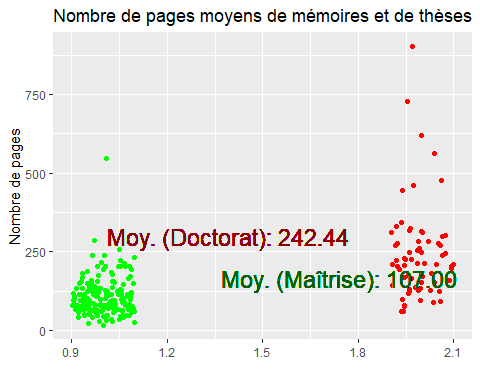 Nombre de pages moyens de mémoires et de thèses
Nombre de pages
750
500
250
0
Moy. (Doctorat): 242.44
Moy. (Maîtrise): 107.00
0.9 1.2 1.5 1.8 2.1